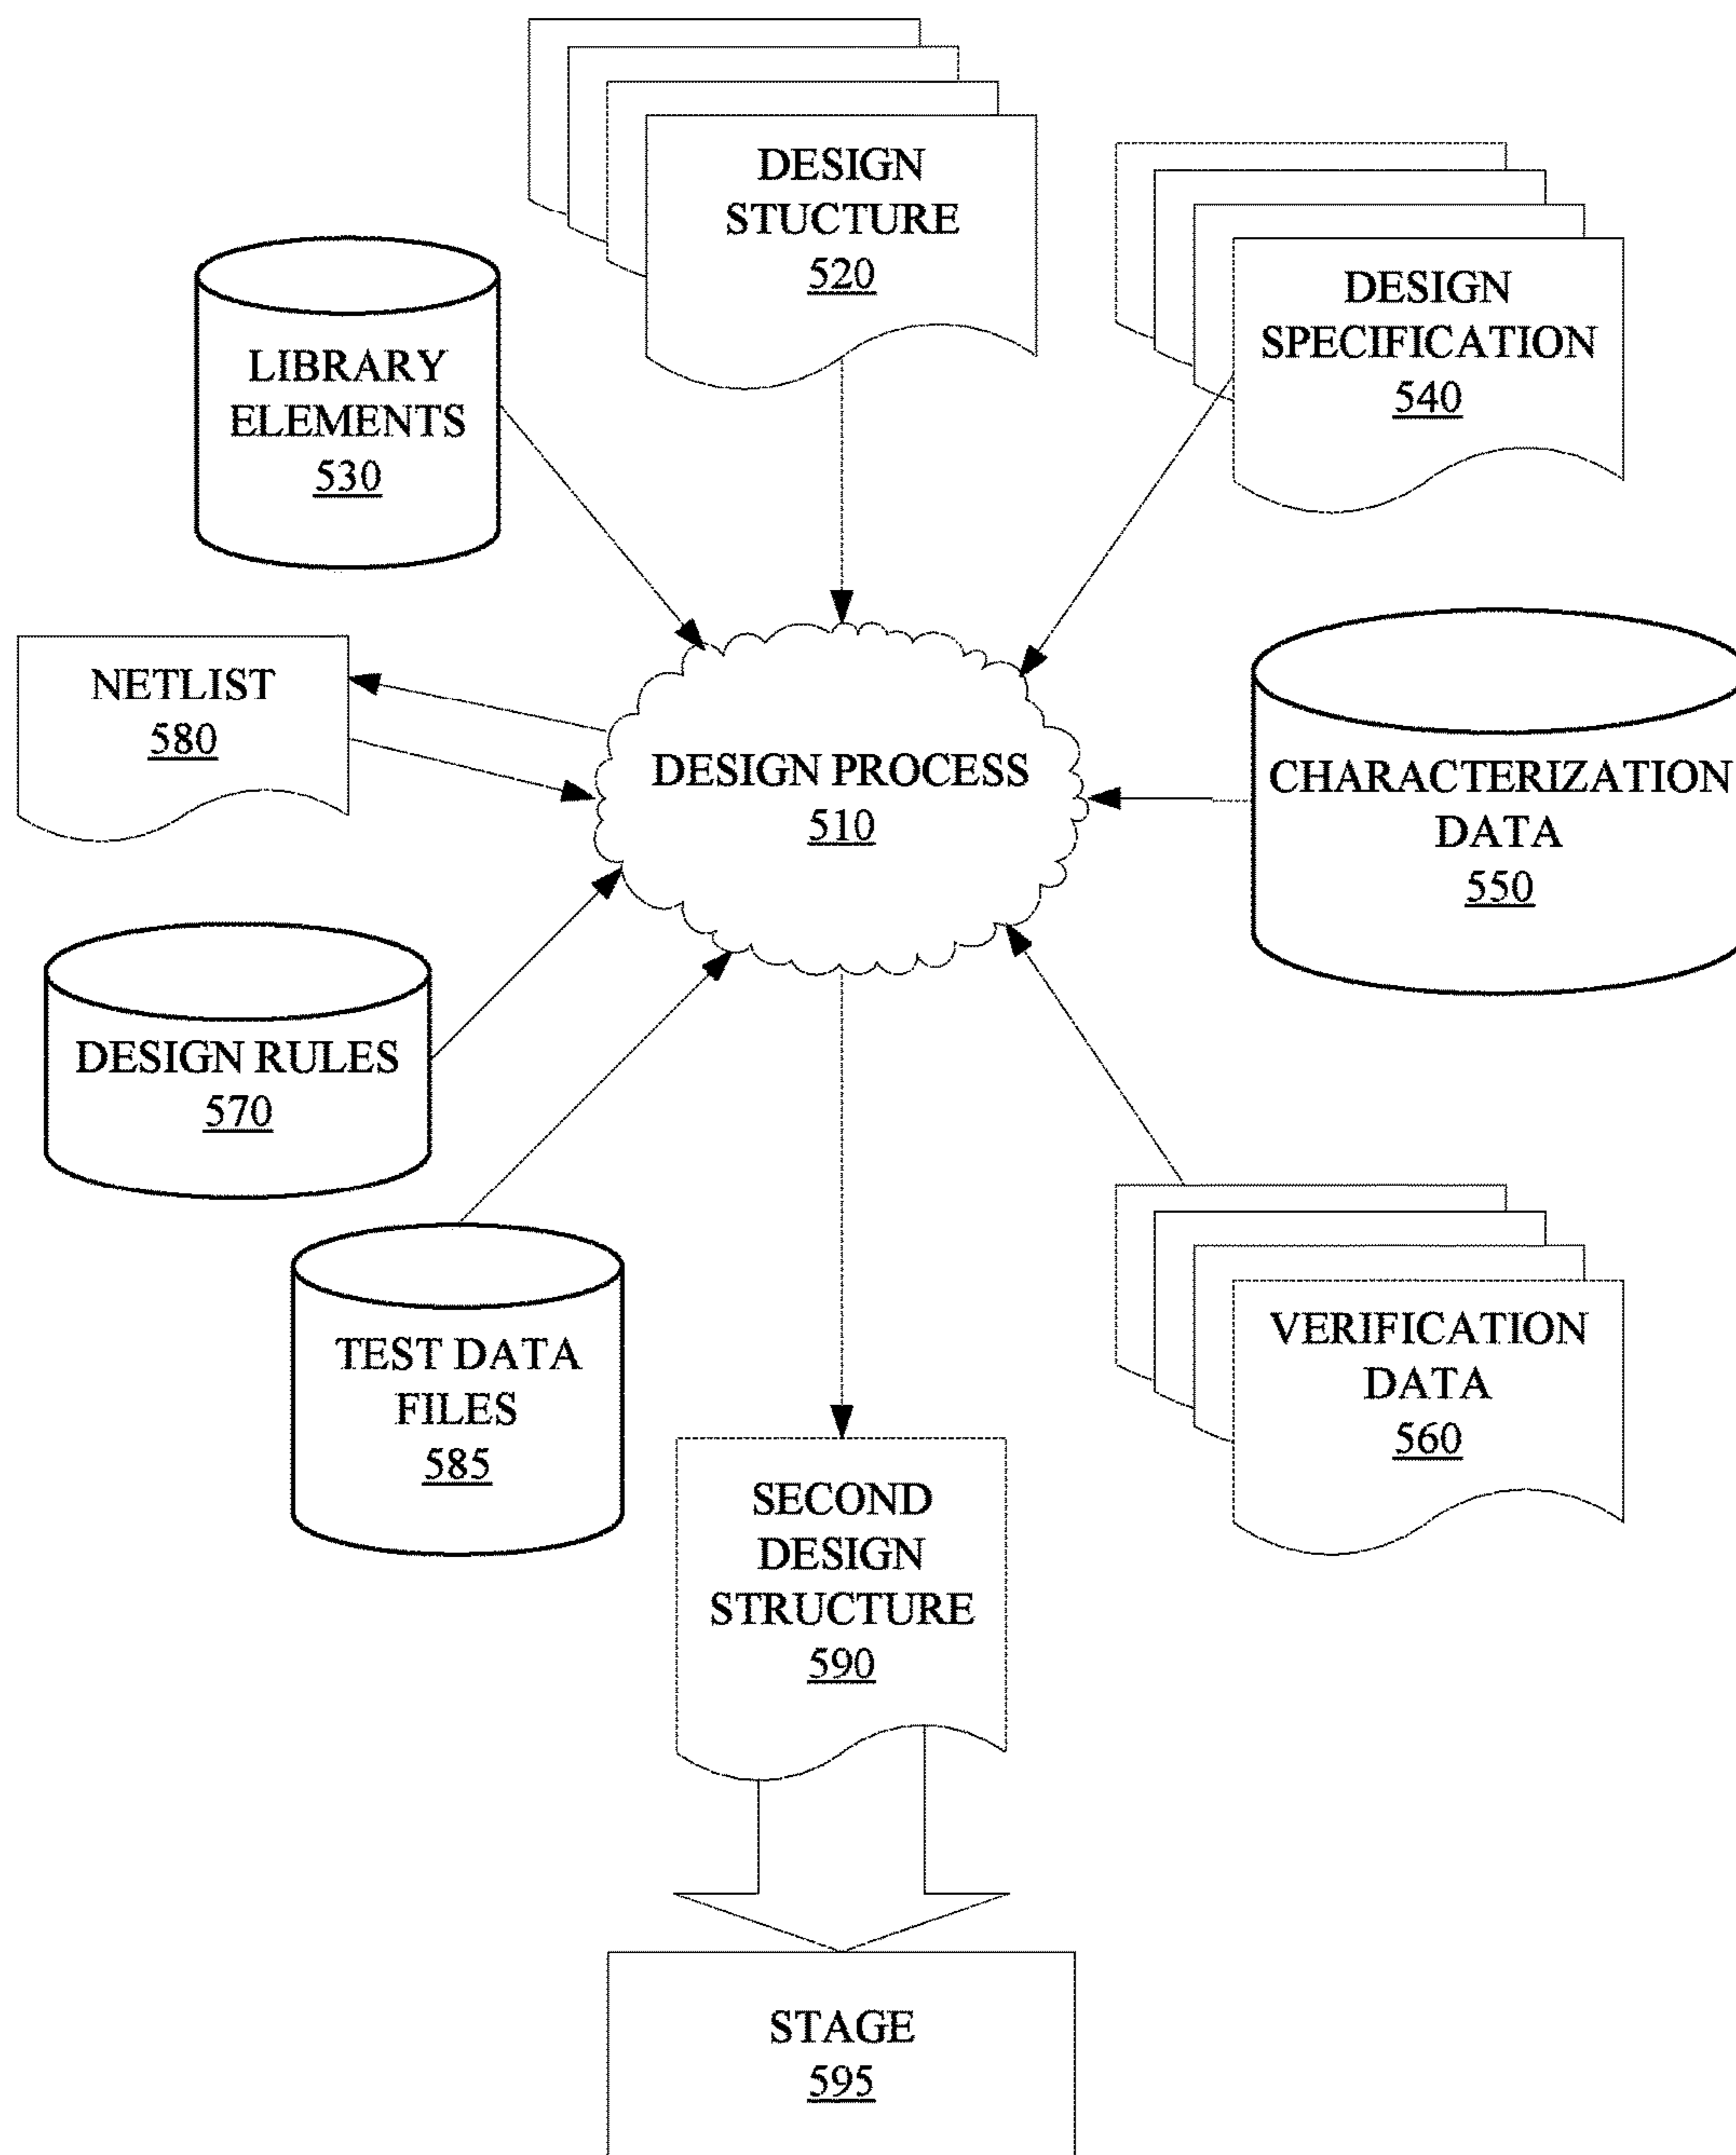 DESIGN
STUCTURE
520
DESIGN
SPECIFICATION
540
LIBRARY
ELEMENTS
530
NETLIST
580
DESIGN PROCESS
510
CHARACTERIZATION
DATA
550
DESIGN RULES
570
TEST DATA
FILES
585
VERIFICATION
DATA
560
SECOND
DESIGN
STRUCTURE
590
STAGE
595